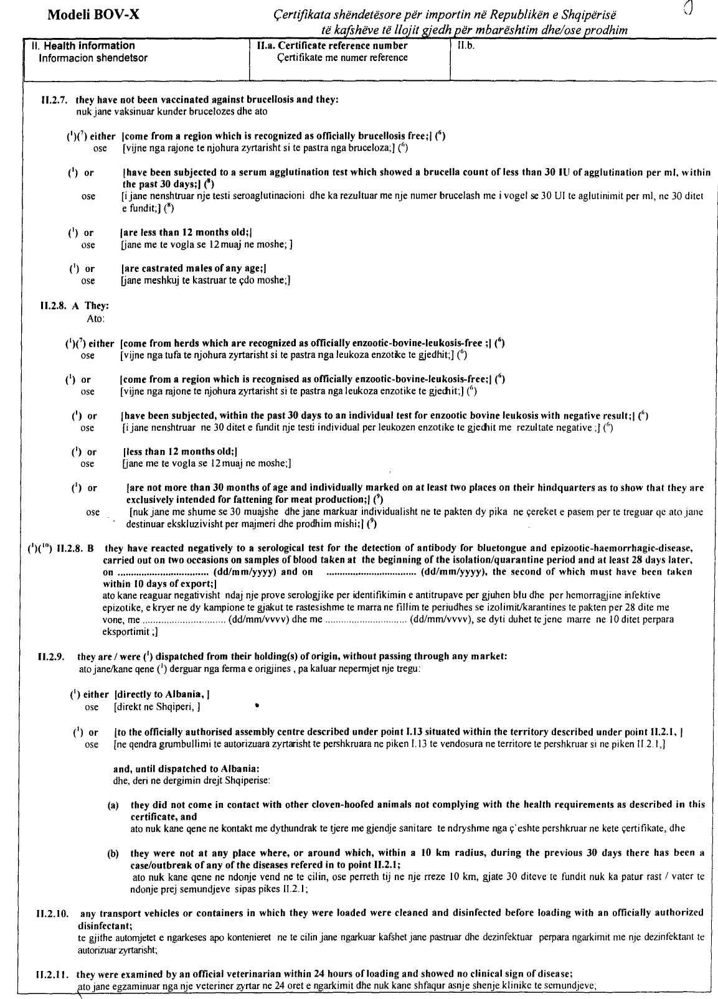 Modeli BOV-X
Çertifikata shëndetësore për importin në Republikën e Shqipërisë
të kafshëve të llojit gjedh për mbarështim dhe/ose prodhim
II. Health information
Informacion shendetsor
II.a. Certificate reference number
Çertifikate me numer reference
II.b.
II.2.7. they have not been vaccinated against brucellosis and they:
nuk jane vaksinuar kunder brucelozes dhe ato
(¹)(⁷) either [come from a region which is recognized as officially brucellosis free;] (⁶)
ose [vijne nga rajone te njohura zyrtarisht si te pastra nga bruceloza;] (⁶)
(¹) or [have been subjected to a serum agglutination test which showed a brucella count of less than 30 IU of agglutination per ml, within
the past 30 days;] (⁸)
ose [i jane nenshtruar nje testi seroaglutinacioni dhe ka rezultuar me nje numer brucelash me i vogel se 30 UI te aglutinimit per ml, ne 30 ditet
e fundit;] (⁸)
(¹) or [are less than 12 months old;]
ose [jane me te vogla se 12 muaj ne moshe; ]
(¹) or [are castrated males of any age;]
ose [jane meshkuj te kastruar te çdo moshe;]
II.2.8. A They:
Ato:
(¹)(⁷) either [come from herds which are recognized as officially enzootic-bovine-leukosis-free ;] (⁶)
ose [vijne nga tufa te njohura zyrtarisht si te pastra nga leukoza enzotike te gjedhit;] (⁶)
(¹) or [come from a region which is recognised as officially enzootic-bovine-leukosis-free;] (⁶)
ose [vijne nga rajone te njohura zyrtarisht si te pastra nga leukoza enzotike te gjedhit;] (⁶)
(¹) or [have been subjected, within the past 30 days to an individual test for enzootic bovine leukosis with negative result;] (⁶)
ose [i jane nenshtruar ne 30 ditet e fundit nje testi individual per leukozen enzotike te gjedhit me rezultate negative ;] (⁶)
(¹) or [less than 12 months old;]
ose [jane me te vogla se 12 muaj ne moshe;]
(¹) or [are not more than 30 months of age and individually marked on at least two places on their hindquarters as to show that they are
exclusively intended for fattening for meat production;] (⁹)
ose [nuk jane me shume se 30 muajshe dhe jane markuar individualisht ne te pakten dy pika ne çereket e pasem per te treguar qe ato jane
destinuar ekskluzivisht per majmeri dhe prodhim mishi;] (⁹)
(¹)(¹⁰) II.2.8. B they have reacted negatively to a serological test for the detection of antibody for bluetongue and epizootic-haemorrhagic-disease,
carried out on two occasions on samples of blood taken at the beginning of the isolation/quarantine period and at least 28 days later,
on .................................. (dd/mm/yyyy) and on .................................. (dd/mm/yyyy), the second of which must have been taken
within 10 days of export;]
ato kane reaguar negativisht ndaj nje prove serologjike per identifikimin e antitrupave per gjuhen blu dhe per hemorragjine infektive
epizotike, e kryer ne dy kampione te gjakut te rastesishme te marra ne fillim te periudhes se izolimit/karantines te pakten per 28 dite me
vone, me ............................... (dd/mm/vvvv) dhe me ............................... (dd/mm/vvvv), se dyti duhet te jene marre ne 10 ditet perpara
eksportimit ;]
II.2.9. they are / were (¹) dispatched from their holding(s) of origin, without passing through any market:
ato jane/kane qene (¹) derguar nga ferma e origjines , pa kaluar nepermjet nje tregu:
(¹) either [directly to Albania, ]
ose [direkt ne Shqiperi, ]
(¹) or [to the officially authorised assembly centre described under point I.13 situated within the territory described under point II.2.1, ]
ose [ne qendra grumbullimi te autorizuara zyrtarisht te pershkruara ne piken I.13 te vendosura ne territore te pershkruar si ne piken II.2.1,]
and, until dispatched to Albania:
dhe, deri ne dergimin drejt Shqiperise:
(a) they did not come in contact with other cloven-hoofed animals not complying with the health requirements as described in this
certificate, and
ato nuk kane qene ne kontakt me dythundrak te tjere me gjendje sanitare te ndryshme nga ç'eshte pershkruar ne kete çertifikate, dhe
(b) they were not at any place where, or around which, within a 10 km radius, during the previous 30 days there has been a
case/outbreak of any of the diseases refered in to point II.2.1;
ato nuk kane qene ne ndonje vend ne te cilin, ose perreth tij ne nje rreze 10 km, gjate 30 diteve te fundit nuk ka patur rast / vater te
ndonje prej semundjeve sipas pikes II.2.1;
II.2.10. any transport vehicles or containers in which they were loaded were cleaned and disinfected before loading with an officially authorized
disinfectant;
te gjithe automjetet e ngarkeses apo kontenieret ne te cilin jane ngarkuar kafshet jane pastruar dhe dezinfektuar perpara ngarkimit me nje dezinfektant te
autorizuar zyrtarisht;
II.2.11. they were examined by an official veterinarian within 24 hours of loading and showed no clinical sign of disease;
ato jane egzaminuar nga nje veteriner zyrtar ne 24 oret e ngarkimit dhe nuk kane shfaqur asnje shenje klinike te semundjeve;